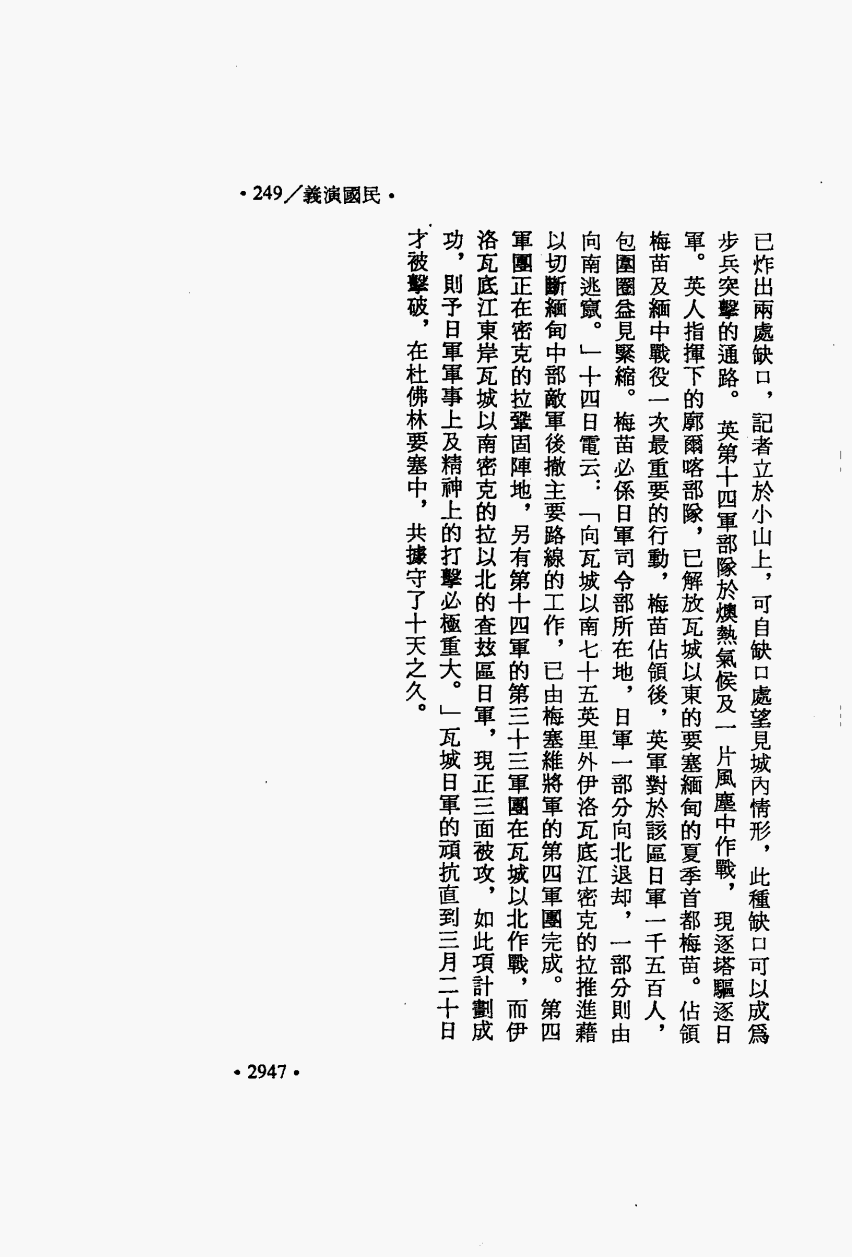 •249／義演國民•
已炸出兩處缺口，記者立於小山上，可自缺口處望見城內情形，此種缺口可以成爲
步兵突擊的通路。英第十四軍部隊於燠熱氣候及一片風塵中作戰，現逐塔驅逐日
軍。英人指揮下的廓爾喀部隊，已解放瓦城以東的要塞緬甸的夏季首都梅苗。佔領
梅苗及緬中戰役一次最重要的行動，梅苗佔領後，英軍對於該區日軍一千五百人，
包圍圈益見緊縮。梅苗必係日軍司令部所在地，日軍一部分向北退却，一部分則由
向南逃竄。」十四日電云：「向瓦城以南七十五英里外伊洛瓦底江密克的拉推進藉
以切斷緬甸中部敵軍後撤主要路線的工作，已由梅塞維將軍的第四軍團完成。第四
軍團正在密克的拉鞏固陣地，另有第十四軍的第三十三軍團在瓦城以北作戰，而伊
洛瓦底江東岸瓦城以南密克的拉以北的查玆區日軍，現正三面被攻，如此項計劃成
功，則予日軍軍事上及精神上的打擊必極重大。」瓦城日軍的頑抗直到三月二十日
才被擊破，在杜佛林要塞中，共據守了十天之久。
•2947•